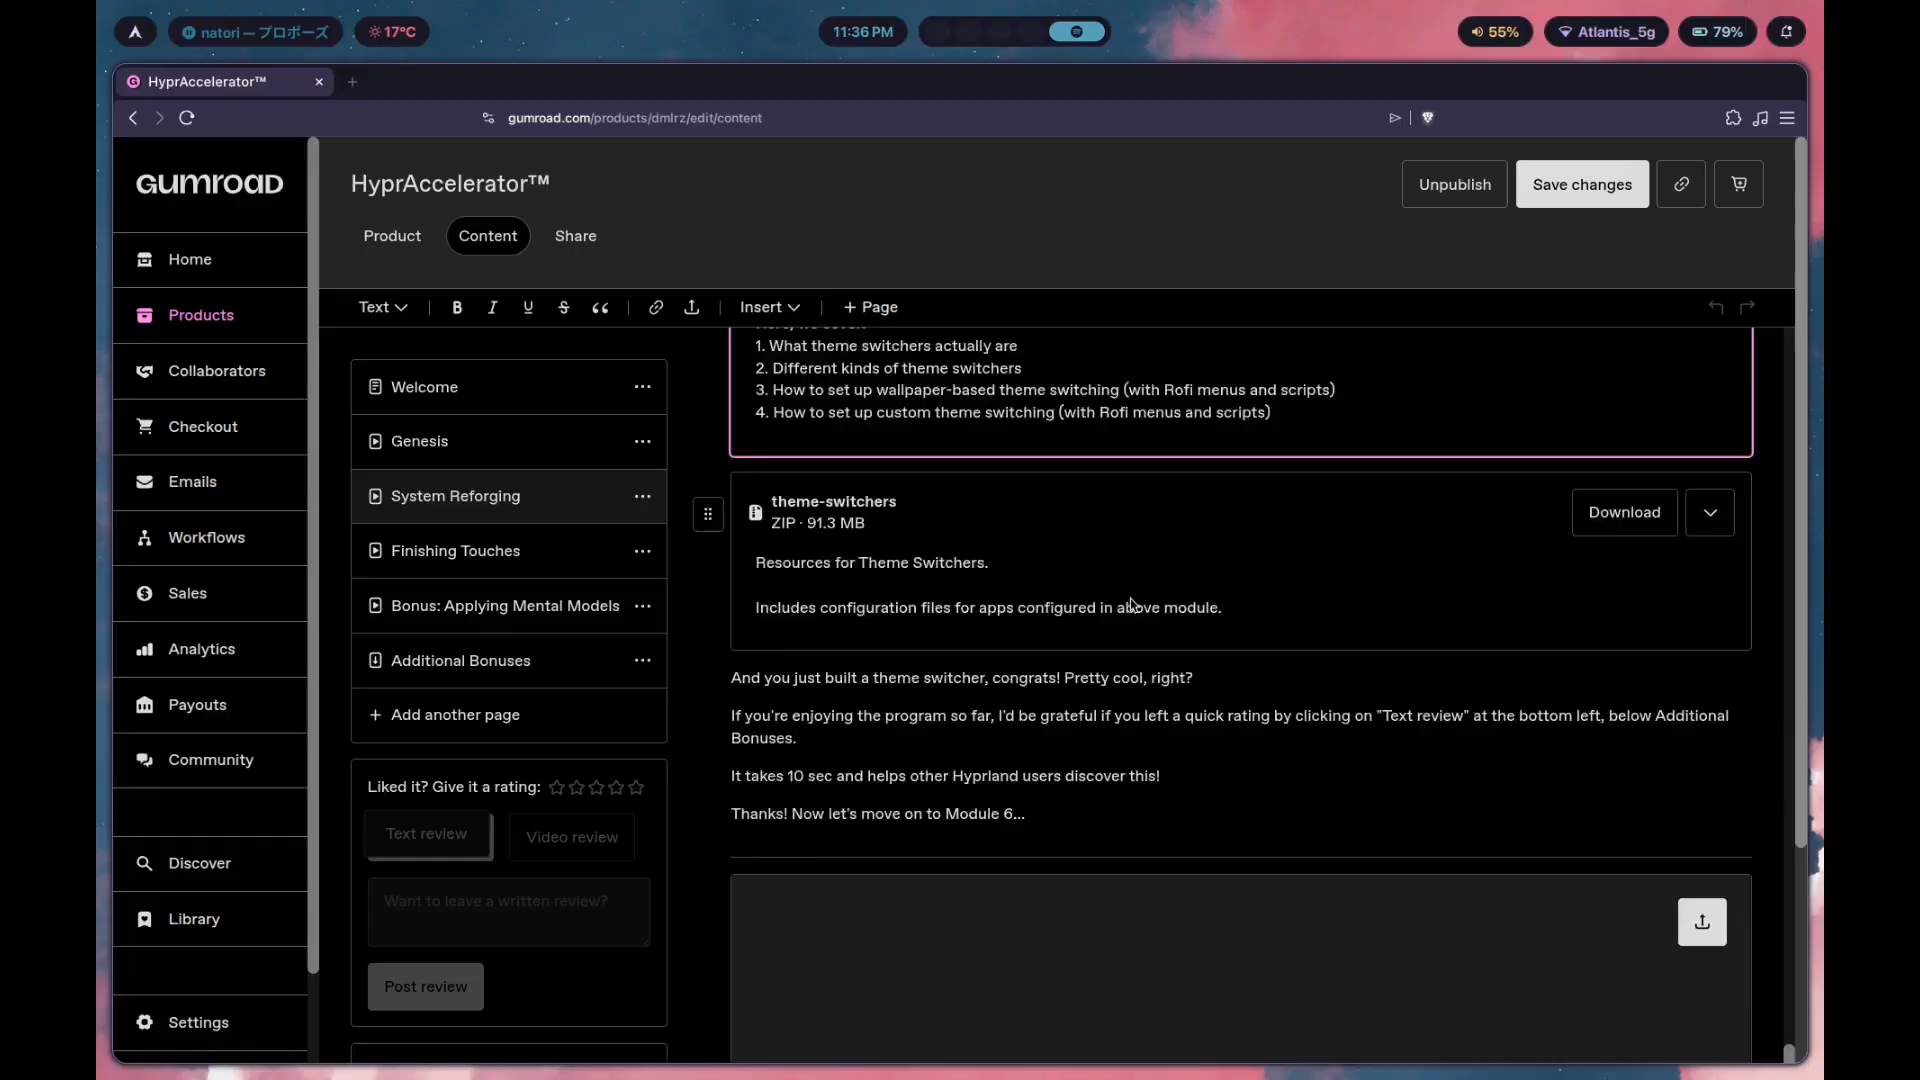 natori — プロポーズ
17°C
11:36 PM
55%
Atlantis_5g
79%
HyprAccelerator™
gumroad.com/products/dmlrz/edit/content
GUMROAD
Home
Products
Collaborators
Checkout
Emails
Workflows
Sales
Analytics
Payouts
Community
Discover
Library
Settings
HyprAccelerator™
Unpublish
Save changes
Product
Content
Share
Text
B
I
U
S
Insert
+ Page
Welcome
Genesis
System Reforging
Finishing Touches
Bonus: Applying Mental Models
Additional Bonuses
+ Add another page
Liked it? Give it a rating:
Text review
Video review
Want to leave a written review?
Post review
1. What theme switchers actually are
2. Different kinds of theme switchers
3. How to set up wallpaper-based theme switching (with Rofi menus and scripts)
4. How to set up custom theme switching (with Rofi menus and scripts)
theme-switchers
ZIP · 91.3 MB
Download
Resources for Theme Switchers.
Includes configuration files for apps configured in above module.
And you just built a theme switcher, congrats! Pretty cool, right?
If you're enjoying the program so far, I'd be grateful if you left a quick rating by clicking on "Text review" at the bottom left, below Additional
Bonuses.
It takes 10 sec and helps other Hyprland users discover this!
Thanks! Now let's move on to Module 6...